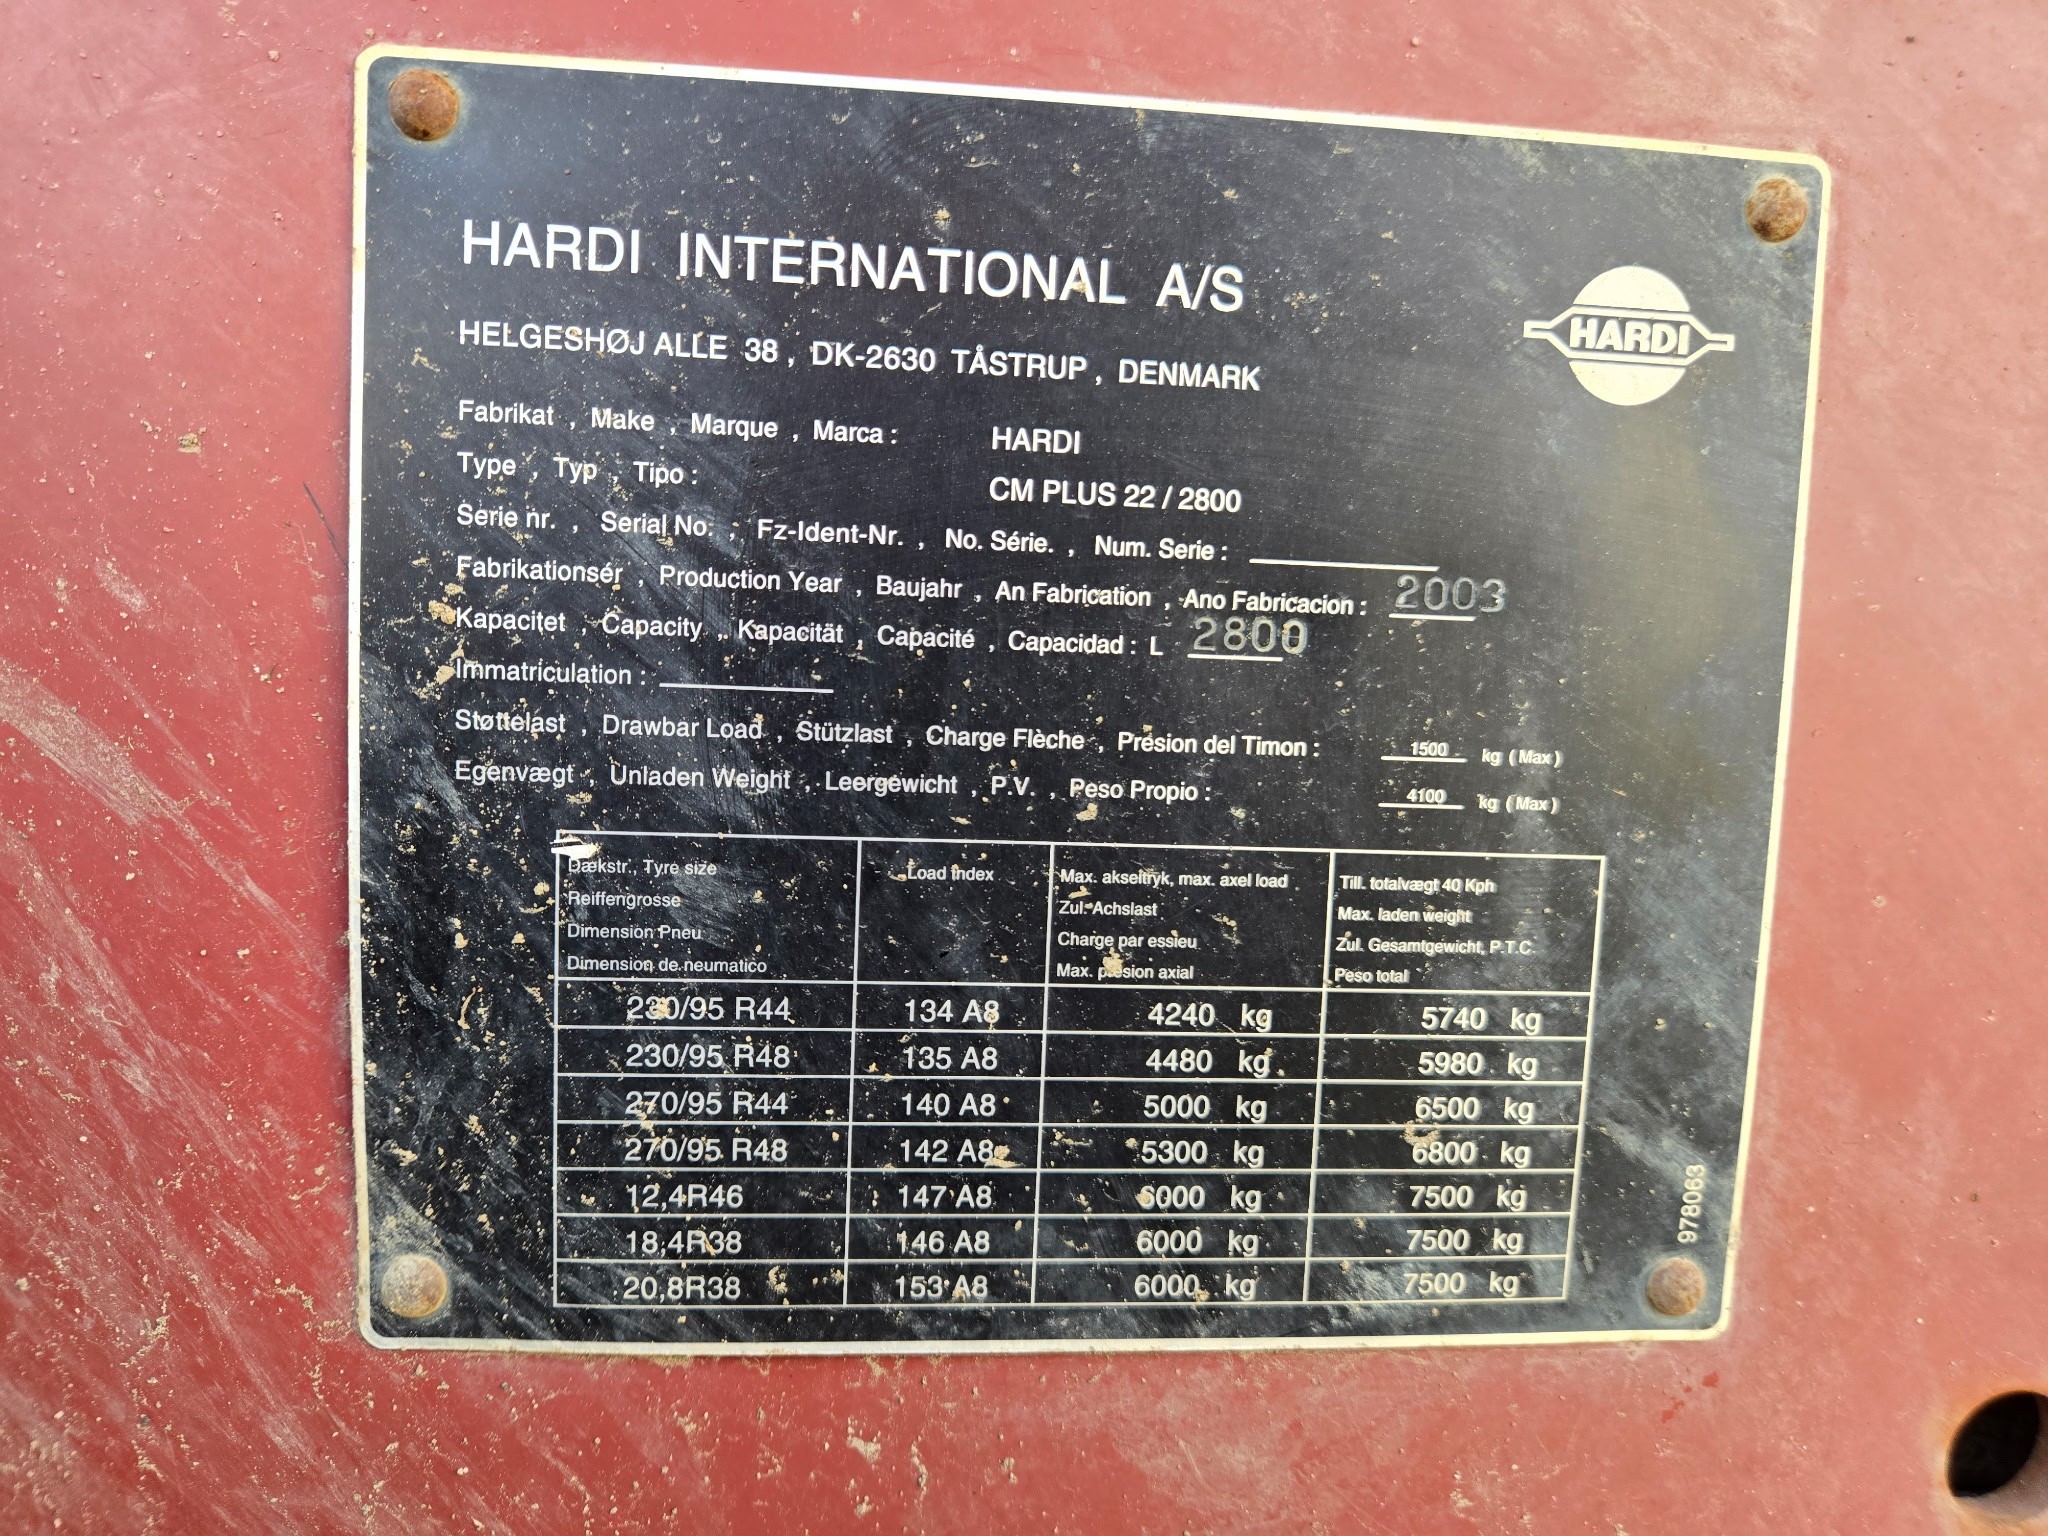 HARDI INTERNATIONAL A/S
HARDI
HELGESHØJ ALLE 38 , DK-2630 TÅSTRUP , DENMARK
Fabrikat , Make , Marque , Marca : HARDI
Type , Typ , Tipo : CM PLUS 22 / 2800
Serie nr. , Serial No. , Fz-Ident-Nr. , No. Série. , Num. Serie :
Fabrikationsér , Production Year , Baujahr , An Fabrication , Ano Fabricacion : 2003
Kapacitet , Capacity , Kapacität , Capacité , Capacidad : L 2800
Immatriculation :
Støttelast , Drawbar Load , Stützlast , Charge Flèche , Presion del Timon : 1500 kg ( Max )
Egenvægt , Unladen Weight , Leergewicht , P.V. , Peso Propio : 4100 kg ( Max )
Dækstr., Tyre size Load index Max. akseltryk, max. axel load Till. totalvægt 40 Kph
Reiffengrosse Zul. Achslast Max. laden weight
Dimension Pneu Charge par essieu Zul. Gesamtgewicht, P.T.C
Dimension de neumatico Max. presion axial Peso total
230/95 R44 134 A8 4240 kg 5740 kg
230/95 R48 135 A8 4480 kg 5980 kg
270/95 R44 140 A8 5000 kg 6500 kg
270/95 R48 142 A8 5300 kg 6800 kg
12,4R46 147 A8 6000 kg 7500 kg
18,4R38 146 A8 6000 kg 7500 kg
20,8R38 153 A8 6000 kg 7500 kg
978063